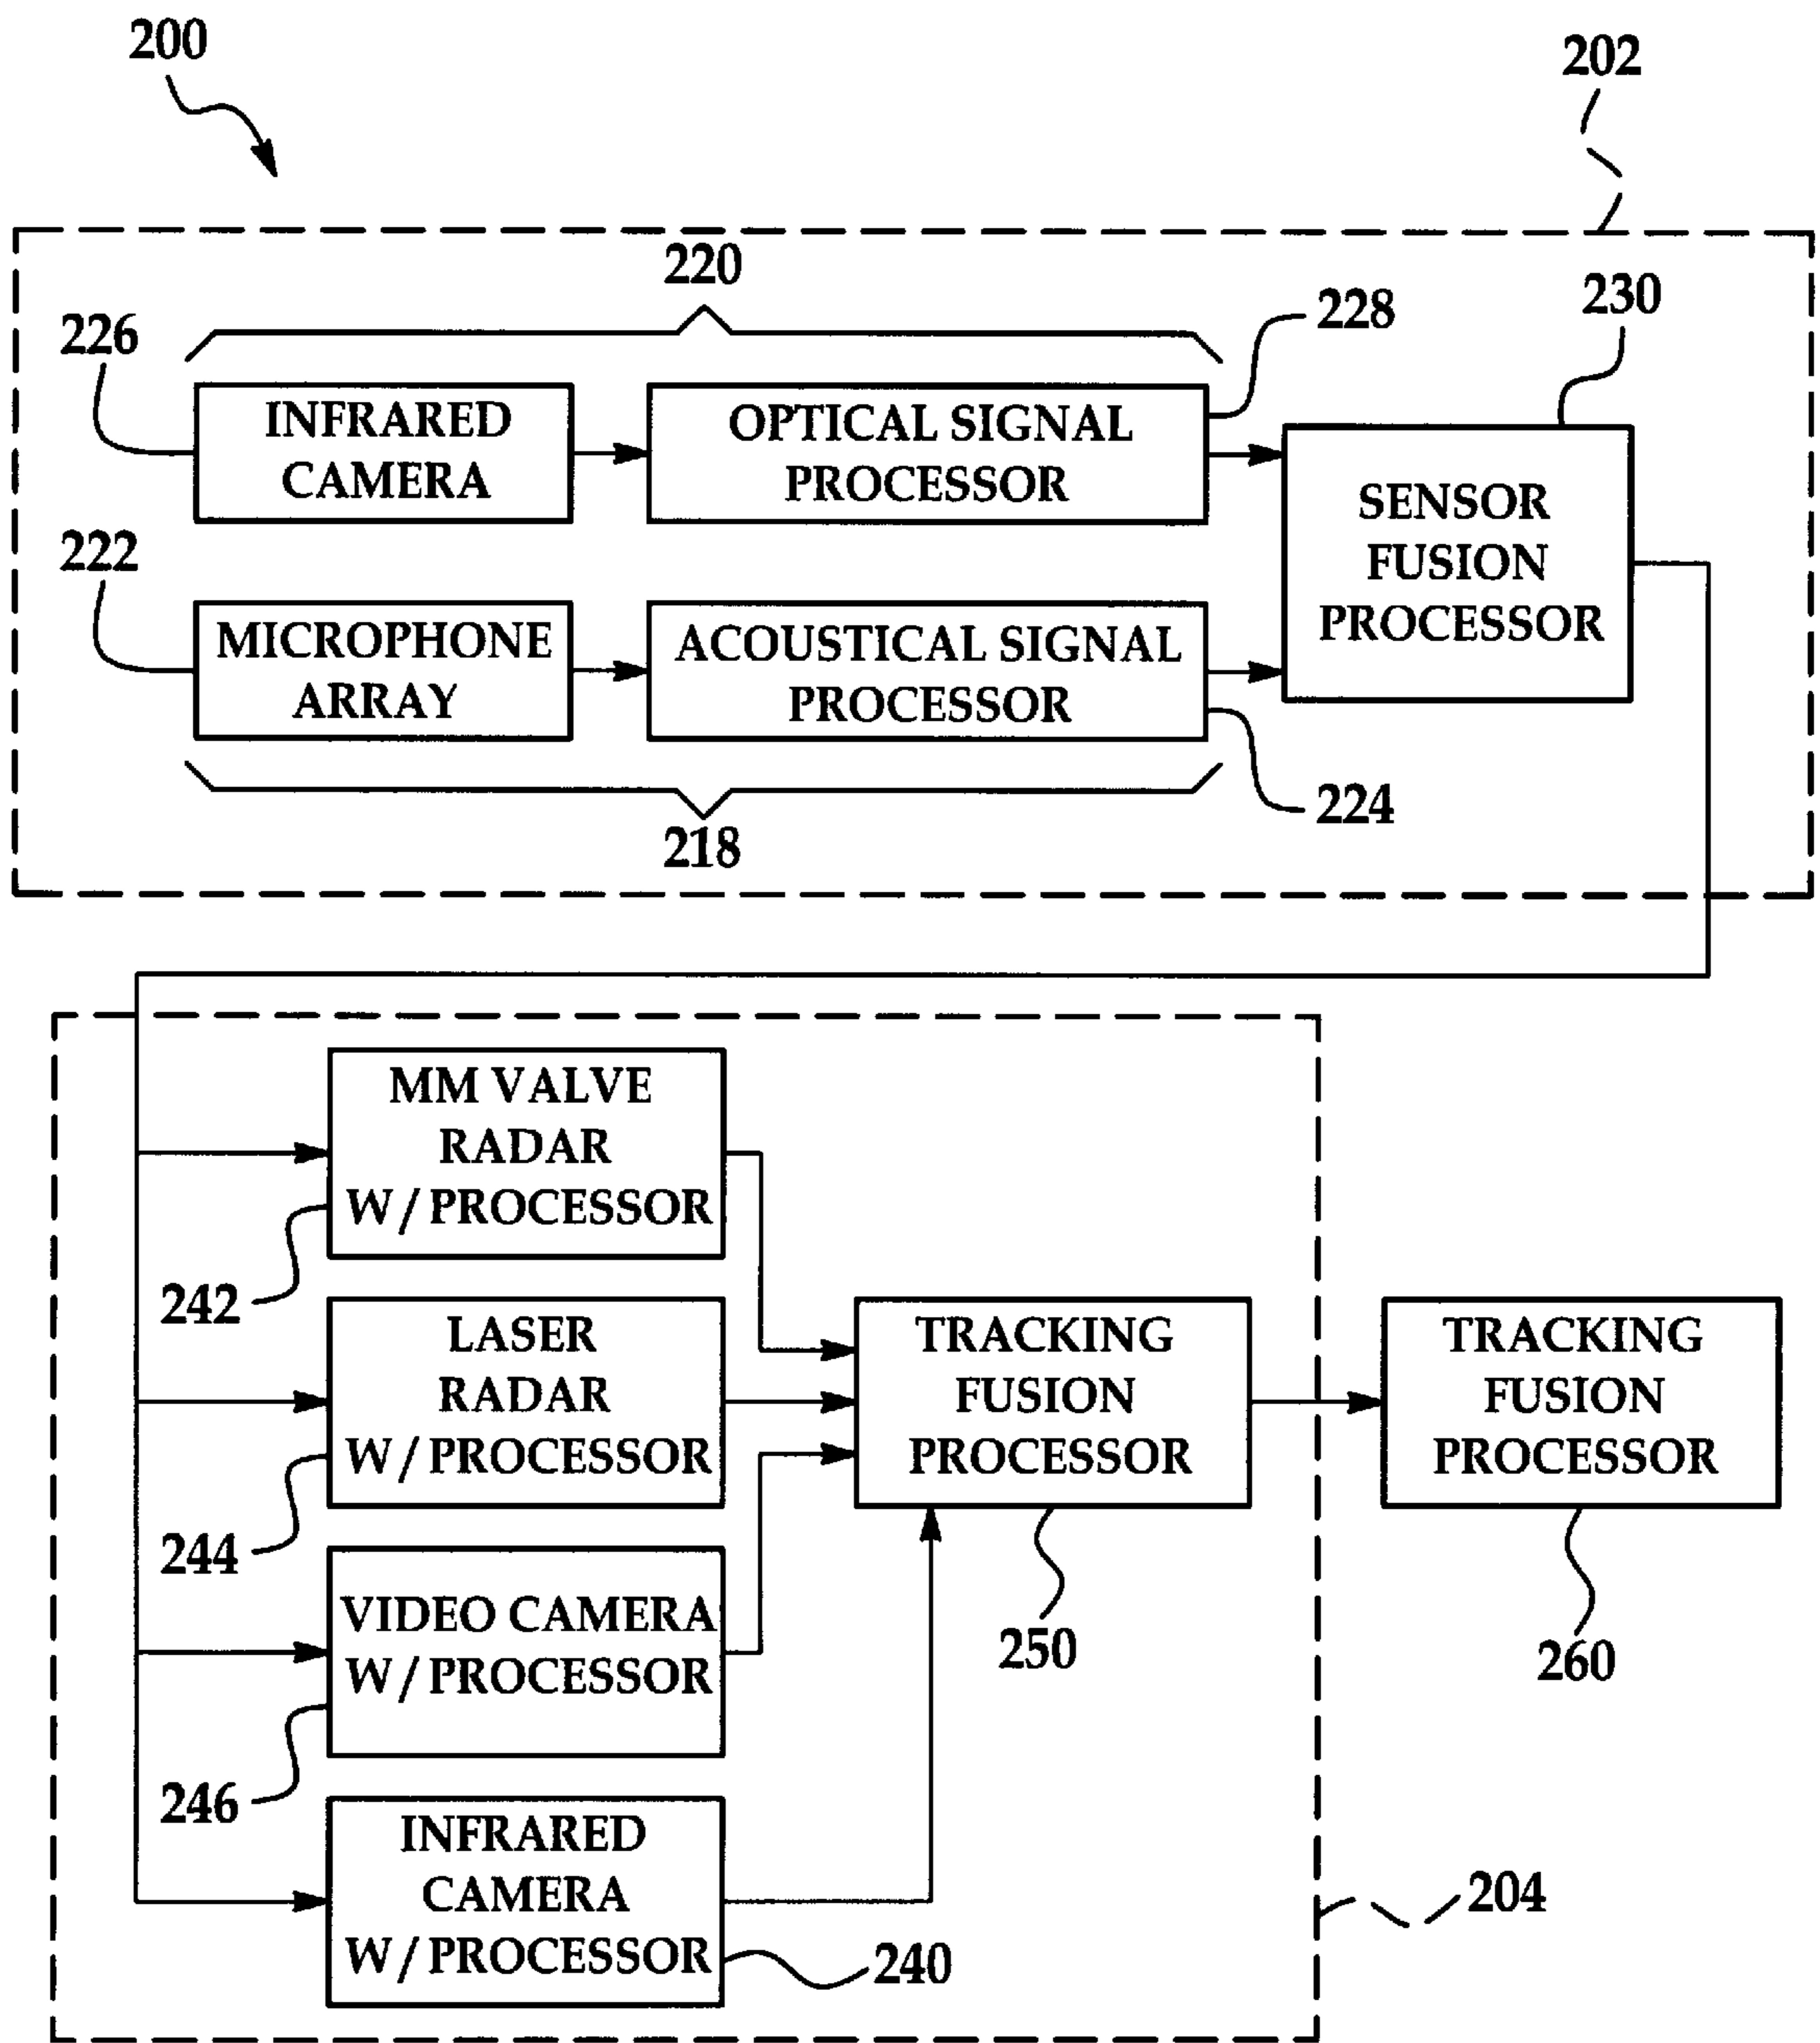 200
202
220
226
228
230
INFRARED
CAMERA
OPTICAL SIGNAL
PROCESSOR
SENSOR
FUSION
PROCESSOR
222
MICROPHONE
ARRAY
ACOUSTICAL SIGNAL
PROCESSOR
224
218
MM VALVE
RADAR
W/PROCESSOR
242
LASER
RADAR
W/PROCESSOR
TRACKING
FUSION
PROCESSOR
TRACKING
FUSION
PROCESSOR
244
VIDEO CAMERA
W/PROCESSOR
250
260
246
INFRARED
CAMERA
W/PROCESSOR
240
204